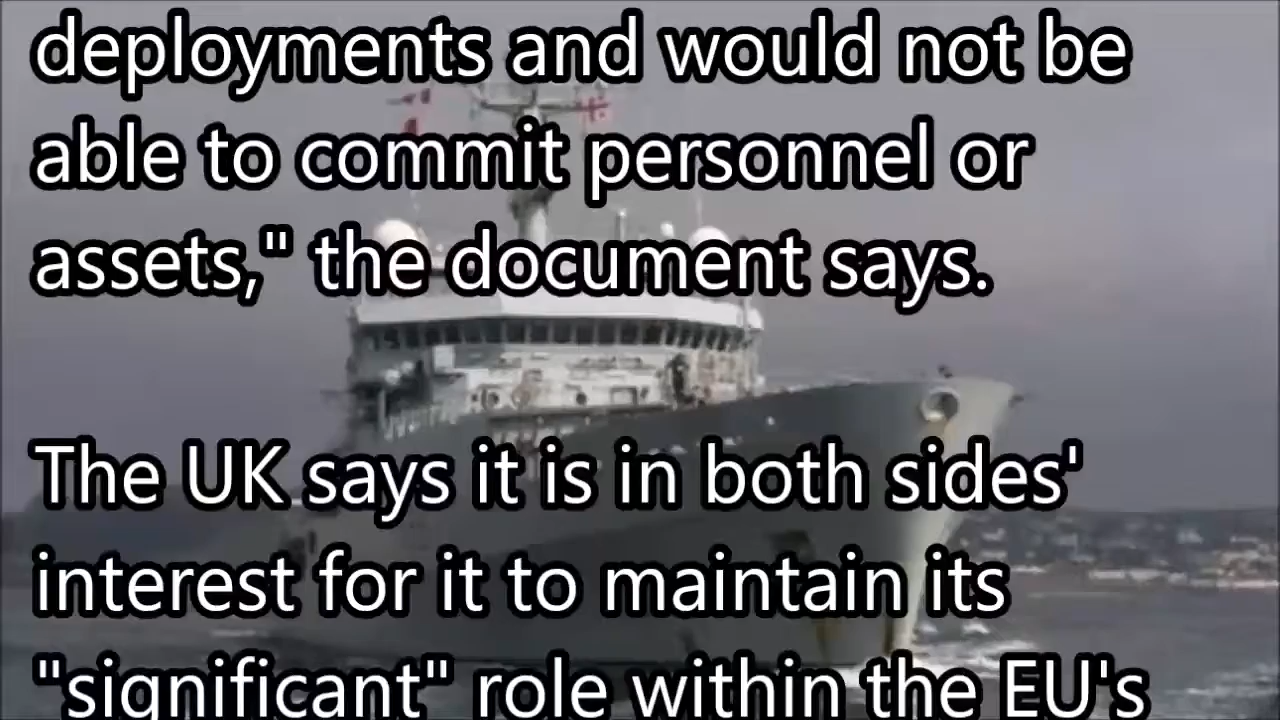 deployments and would not be
able to commit personnel or
assets," the document says.
The UK says it is in both sides'
interest for it to maintain its
"significant" role within the EU's